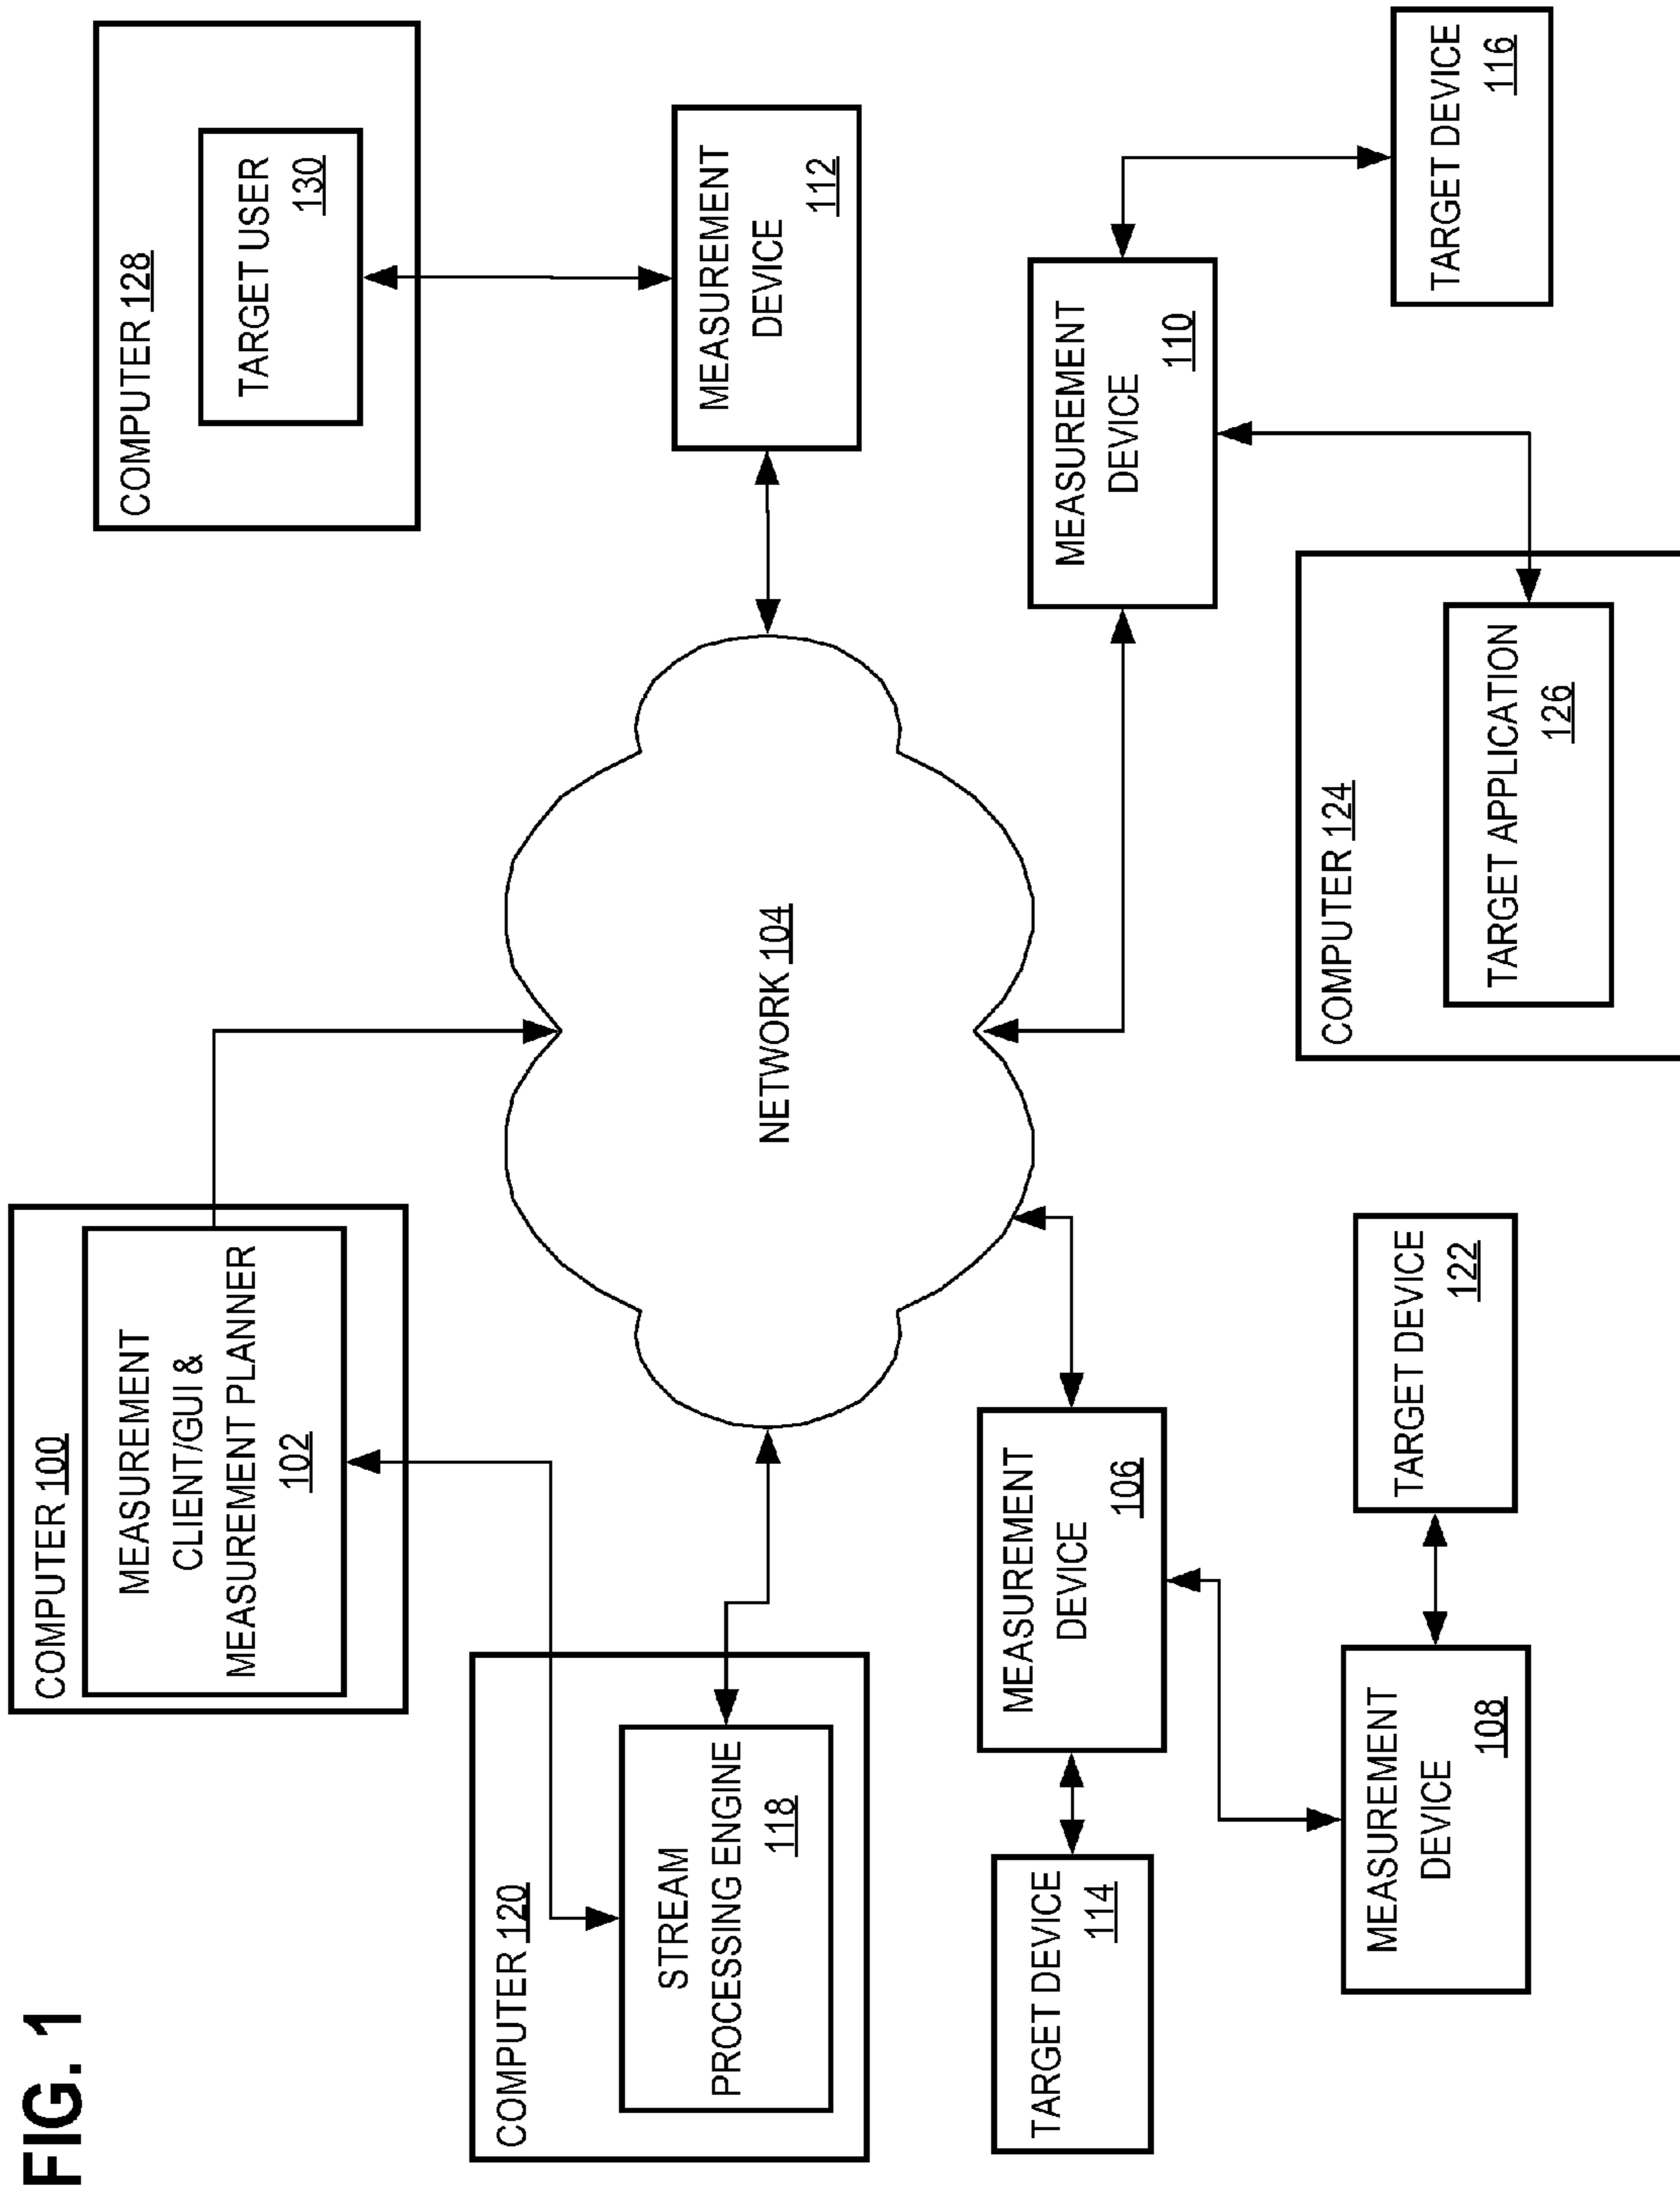 FIG. 1
COMPUTER 100
MEASUREMENT
CLIENT/GUI &
MEASUREMENT PLANNER
102
COMPUTER 128
TARGET USER
130
COMPUTER 120
STREAM
PROCESSING ENGINE
118
NETWORK 104
MEASUREMENT
DEVICE
112
TARGET DEVICE
114
MEASUREMENT
DEVICE
106
MEASUREMENT
DEVICE
110
MEASUREMENT
DEVICE
108
TARGET DEVICE
122
COMPUTER 124
TARGET APPLICATION
126
TARGET DEVICE
116